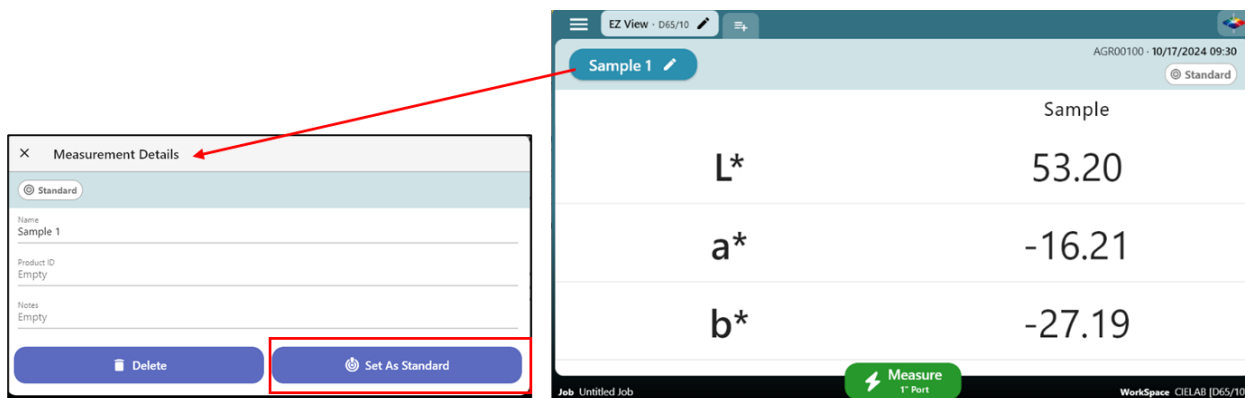 Measurement Details
Standard
Name
Sample 1
Product ID
Empty
Notes
Empty
Delete
Set As Standard
EZ View · D65/10
Sample 1
AGR00100 · 10/17/2024 09:30
Standard
Sample
L* 53.20
a* -16.21
b* -27.19
Measure
1" Port
Job Untitled Job
WorkSpace CIELAB [D65/10